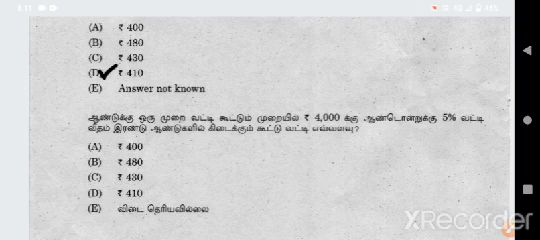 (A) ₹ 400
(B) ₹ 480
(C) ₹ 430
(D) ₹ 410
(E) Answer not known
ஆண்டுக்கு ஒரு முறை வட்டி கூட்டும் முறையில் ₹ 4,000 க்கு ஆண்டொன்றுக்கு 5% வட்டி
வீதம் இரண்டு ஆண்டுகளில் கிடைக்கும் கூட்டு வட்டி எவ்வளவு?
(A) ₹ 400
(B) ₹ 480
(C) ₹ 430
(D) ₹ 410
(E) விடை தெரியவில்லை
XRecorder